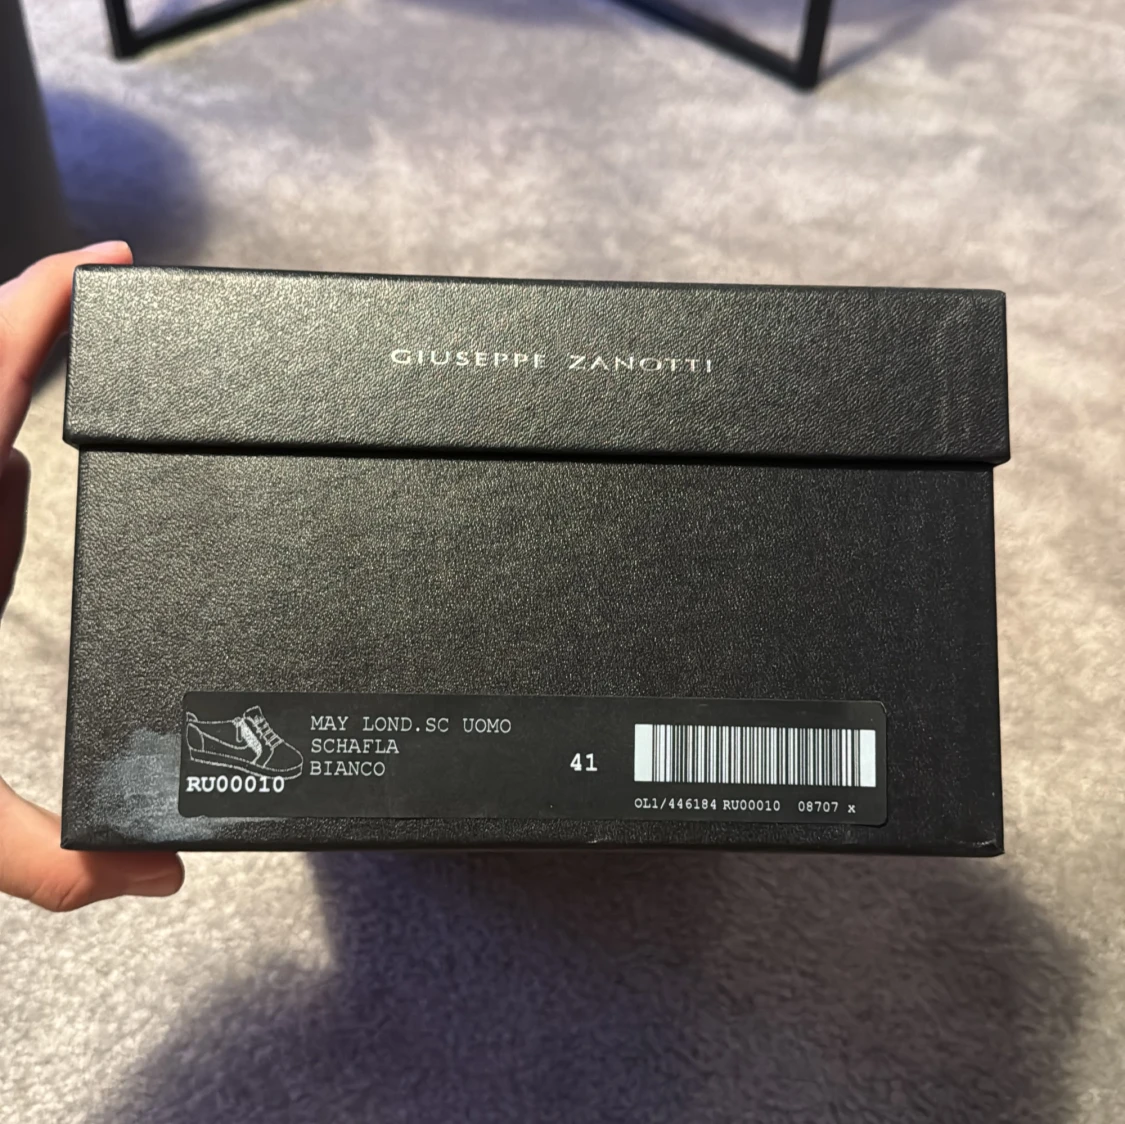 GIUSEPPE ZANOTTI
MAY LOND.SC UOMO
SCHAFLA
BIANCO
RU00010
41
OL1/446184 RU00010 08707 x